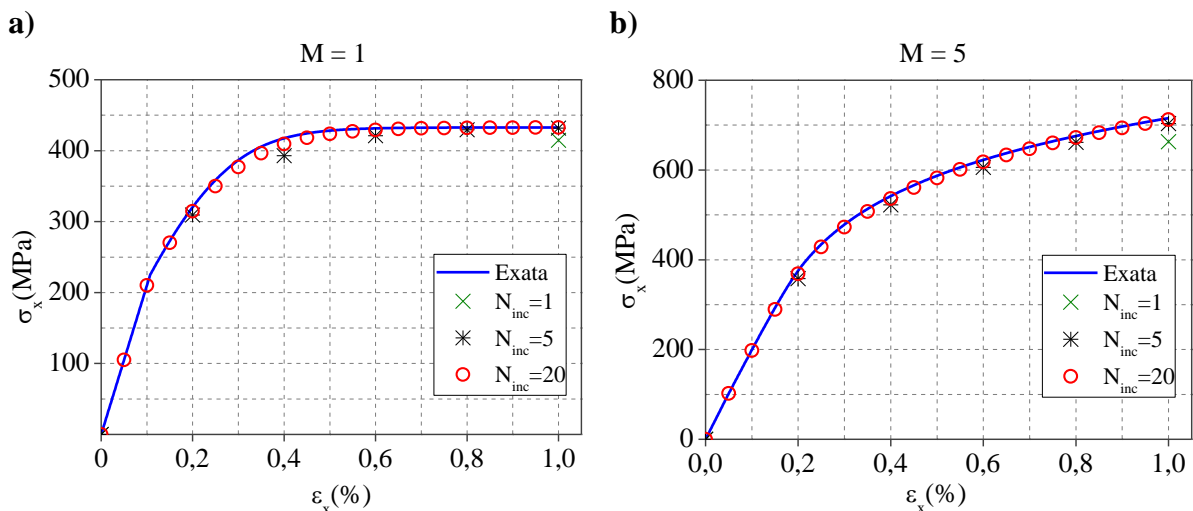 a)
M = 1
500
400
300
200
100
σx(MPa)
Exata
Ninc=1
Ninc=5
Ninc=20
0
0,2
0,4
0,6
0,8
1,0
εx(%)
b)
M = 5
800
600
400
200
0
σx(MPa)
Exata
Ninc=1
Ninc=5
Ninc=20
0,0
0,2
0,4
0,6
0,8
1,0
εx(%)